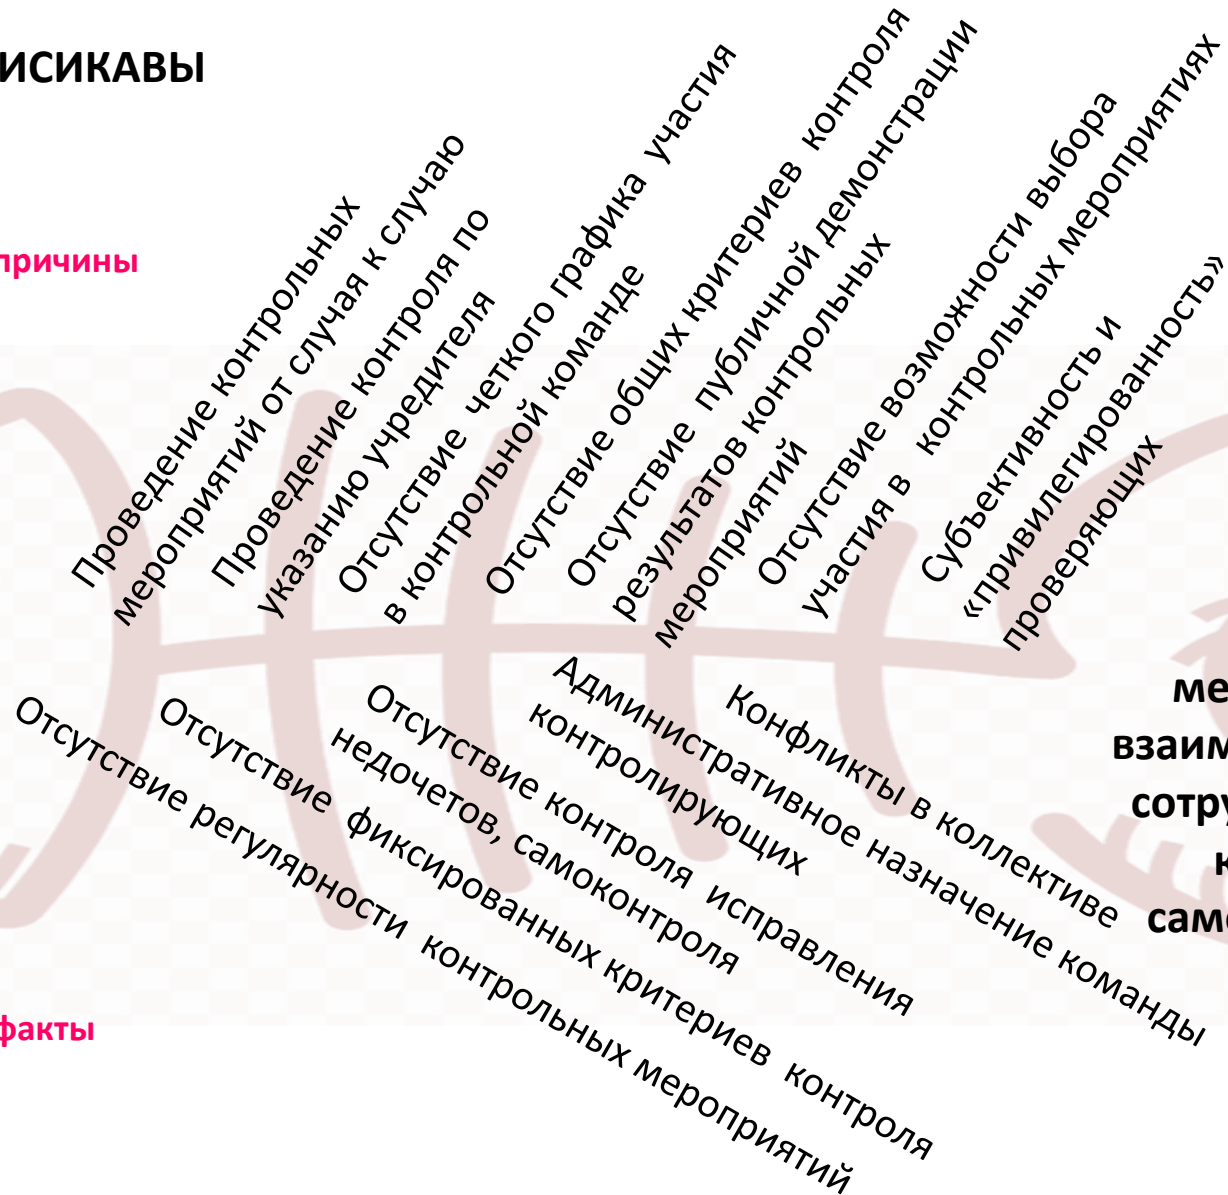 ИСИКАВЫ
причины
Проведение контрольных
мероприятий от случая к случаю
Проведение контроля по
указанию учредителя
Отсутствие четкого графика участия
в контрольной команде
Отсутствие общих критериев контроля
Отсутствие публичной демонстрации
результатов контрольных
мероприятий
Отсутствие возможности выбора
участия в контрольных мероприятиях
Субъективность и
«привилегированность»
проверяющих
Отсутствие регулярности контрольных мероприятий
Отсутствие фиксированных критериев контроля
Отсутствие контроля исправления
недочетов, самоконтроля
Административное назначение команды
контролирующих
Конфликты в коллективе
ме
взаим
сотру
к
само
факты